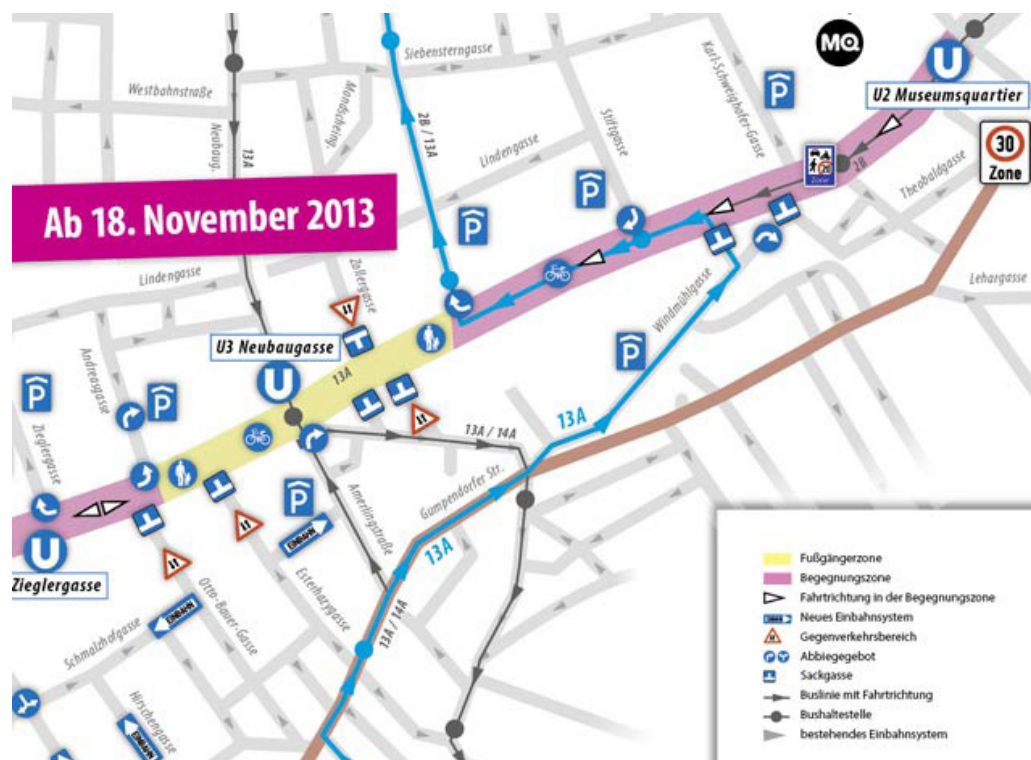 Siebensterngasse
MQ
Karl-Schweighofer-Gasse
U
U2 Museumsquartier
Westbahnstraße
Mondscheing.
Neubaug.
13A
2B / 13A
Stiftgasse
P
Lindengasse
30
Zone
Zone
2B
Theobaldgasse
P
Ab 18. November 2013
P
Zollergasse
Lindengasse
Lehargasse
Windmühlgasse
U3 Neubaugasse
U
13A
P
Andreasgasse
P
P
Zieglergasse
13A / 14A
13A
Gumpendorfer Str.
P
EINBAHN
Amerlingstraße
13A
U
Zieglergasse
Otto-Bauer-Gasse
Esterhazygasse
13A / 14A
EINBAHN
Schmalzhofgasse
Hirschengasse
EINBAHN
Fußgängerzone
Begegnungszone
Fahrtrichtung in der Begegnungszone
Neues Einbahnsystem
Gegenverkehrsbereich
Abbiegegebot
Sackgasse
Buslinie mit Fahrtrichtung
Bushaltestelle
bestehendes Einbahnsystem